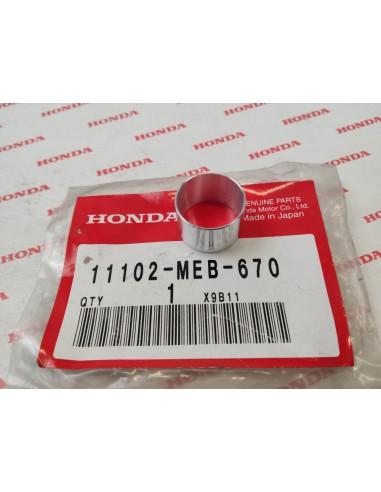 HONDA
GENUINE PARTS
Honda Motor Co., Ltd.
Made in Japan
11102-MEB-670
QTY 1 X9B11